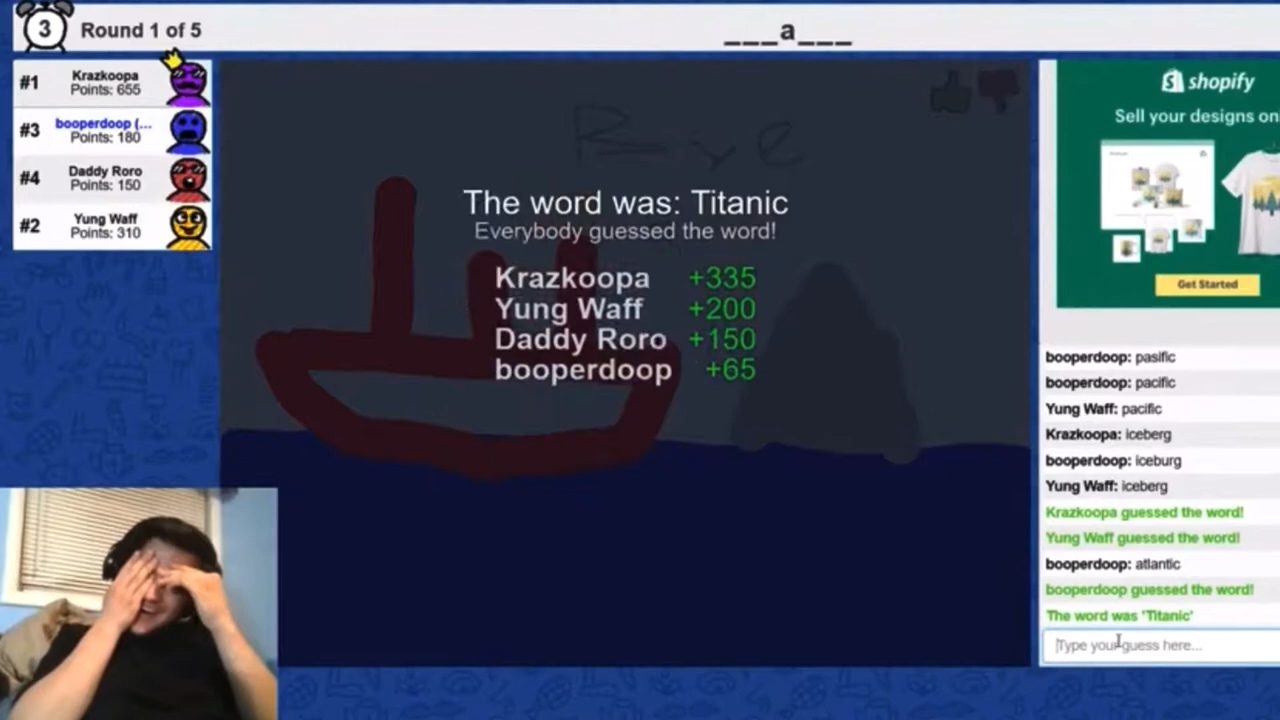 3
Round 1 of 5
___a___
#1
Krazkoopa
Points: 655
#3
booperdoop (...
Points: 180
#4
Daddy Roro
Points: 150
#2
Yung Waff
Points: 310
The word was: Titanic
Everybody guessed the word!
Krazkoopa +335
Yung Waff +200
Daddy Roro +150
booperdoop +65
shopify
Sell your designs on
Get Started
booperdoop: pasific
booperdoop: pacific
Yung Waff: pacific
Krazkoopa: iceberg
booperdoop: iceburg
Yung Waff: iceberg
Krazkoopa guessed the word!
Yung Waff guessed the word!
booperdoop: atlantic
booperdoop guessed the word!
The word was 'Titanic'
Type your guess here...